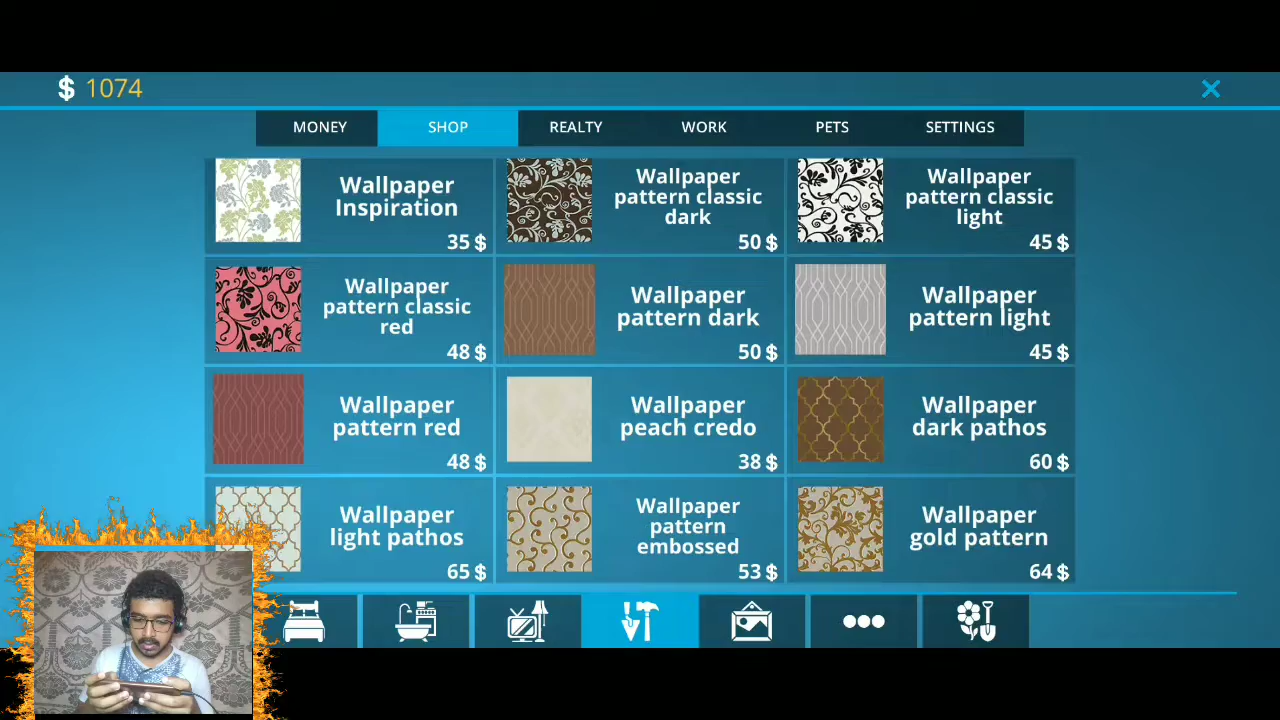 $ 1074
MONEY SHOP REALTY WORK PETS SETTINGS
Wallpaper
Inspiration
35 $
Wallpaper
pattern classic
dark
50 $
Wallpaper
pattern classic
light
45 $
Wallpaper
pattern classic
red
48 $
Wallpaper
pattern dark
50 $
Wallpaper
pattern light
45 $
Wallpaper
pattern red
48 $
Wallpaper
peach credo
38 $
Wallpaper
dark pathos
60 $
Wallpaper
light pathos
65 $
Wallpaper
pattern
embossed
53 $
Wallpaper
gold pattern
64 $